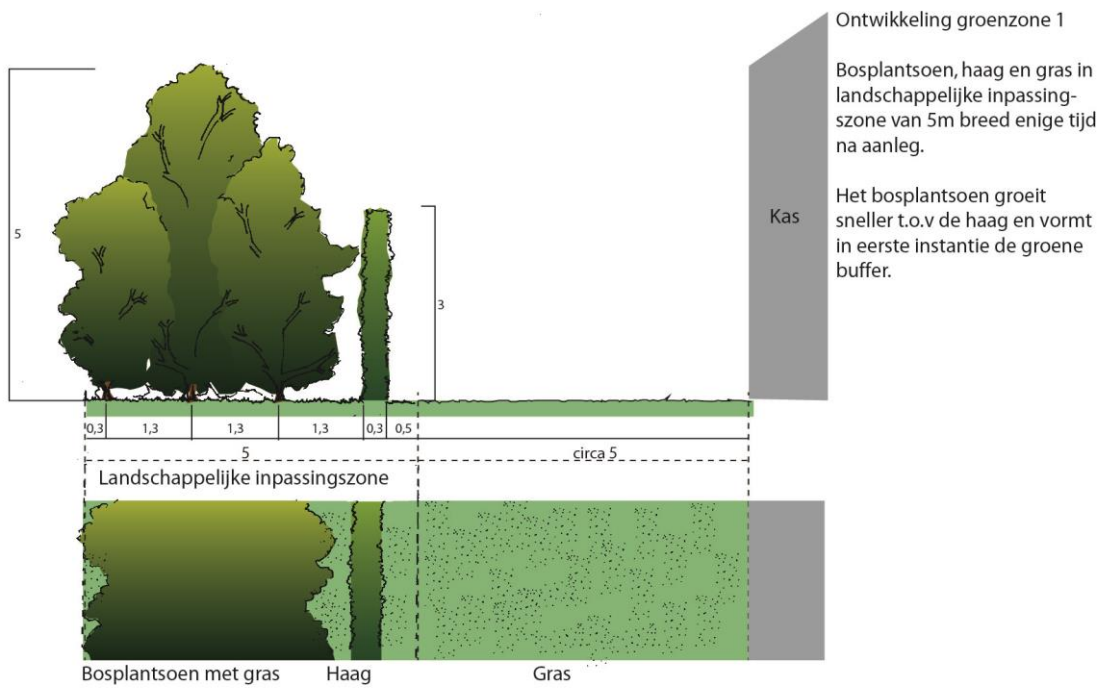 Ontwikkeling groenzone 1
Bosplantsoen, haag en gras in
landschappelijke inpassing-
szone van 5m breed enige tijd
na aanleg.
Het bosplantsoen groeit
sneller t.o.v de haag en vormt
in eerste instantie de groene
buffer.
Kas
5
3
0,3 1,3 1,3 1,3 0,3 0,5
5 circa 5
Landschappelijke inpassingszone
Bosplantsoen met gras Haag Gras